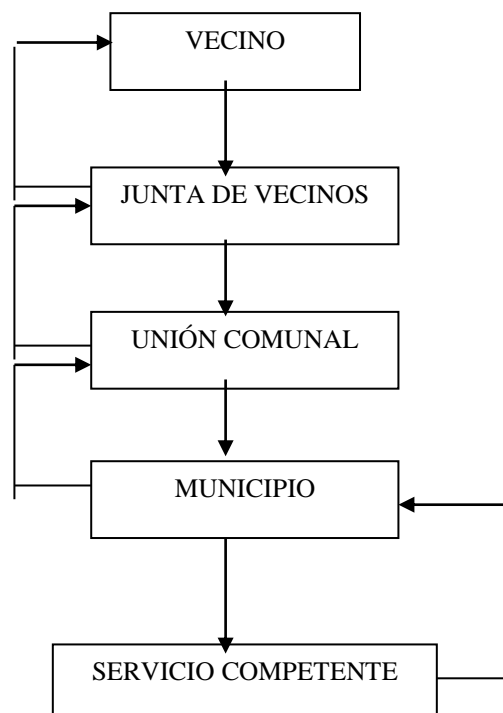 VECINO
JUNTA DE VECINOS
UNIÓN COMUNAL
MUNICIPIO
SERVICIO COMPETENTE